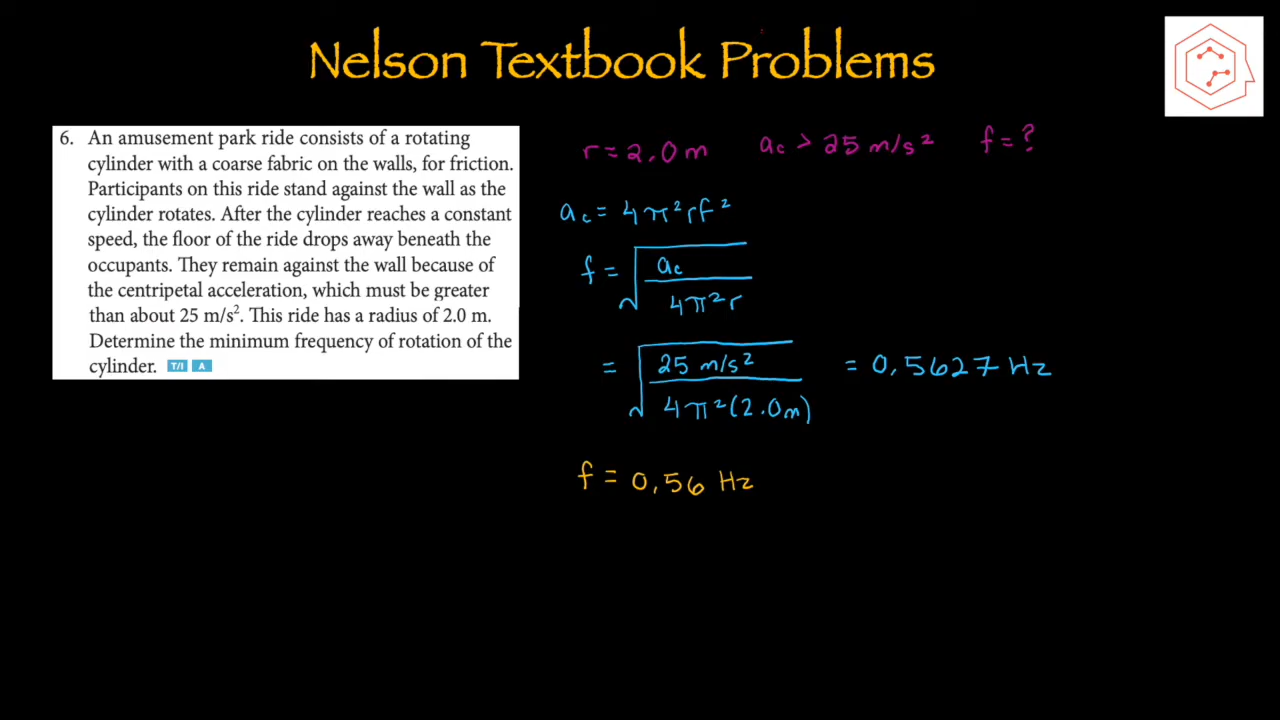 Nelson Textbook Problems
6. An amusement park ride consists of a rotating
cylinder with a coarse fabric on the walls, for friction.
Participants on this ride stand against the wall as the
cylinder rotates. After the cylinder reaches a constant
speed, the floor of the ride drops away beneath the
occupants. They remain against the wall because of
the centripetal acceleration, which must be greater
than about 25 m/s². This ride has a radius of 2.0 m.
Determine the minimum frequency of rotation of the
cylinder. T/I A
r = 2.0 m   ac > 25 m/s²   f = ?
ac = 4π²rf²
f = √(ac / 4π²r)
= √(25 m/s² / 4π²(2.0m)) = 0.5627 Hz
f = 0.56 Hz